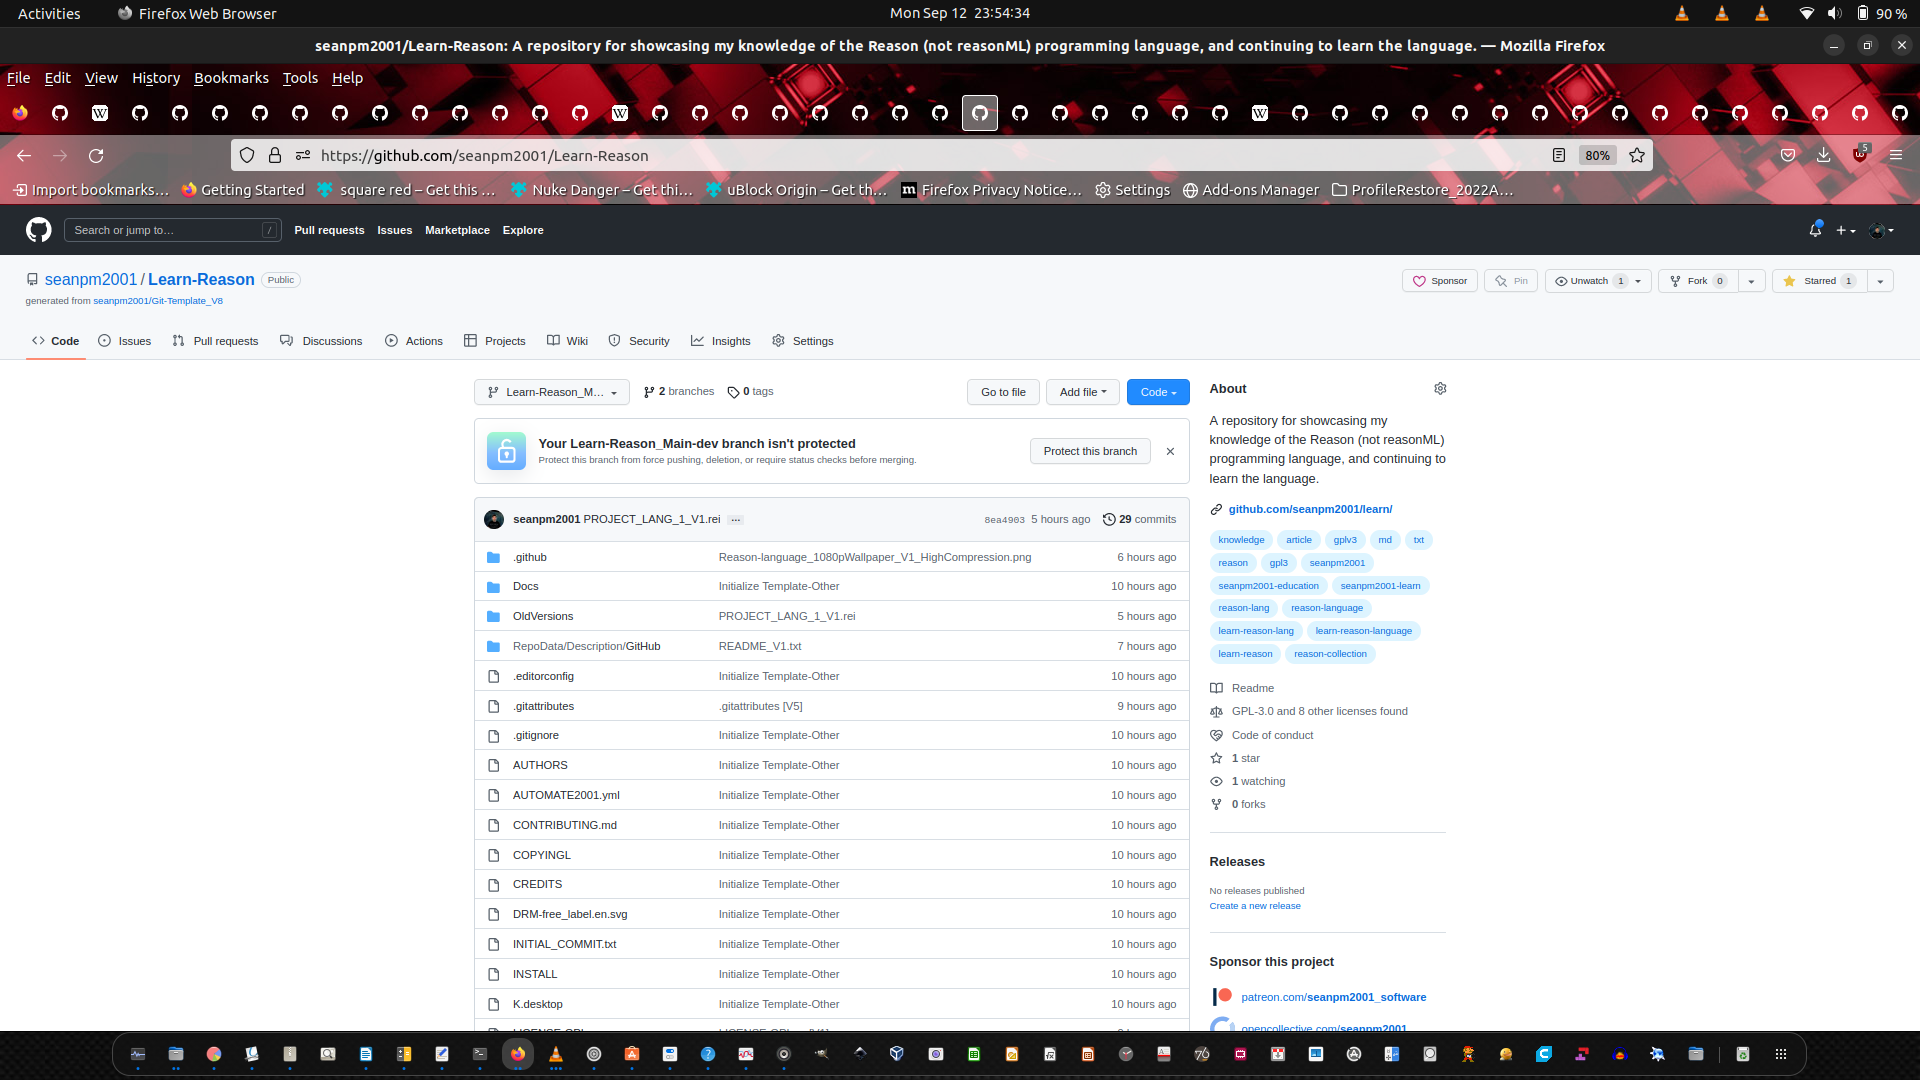 Activities Firefox Web Browser Mon Sep 12 23:54:34 90 %
seanpm2001/Learn-Reason: A repository for showcasing my knowledge of the Reason (not reasonML) programming language, and continuing to learn the language. — Mozilla Firefox
File Edit View History Bookmarks Tools Help
https://github.com/seanpm2001/Learn-Reason 80% 5
Import bookmarks… Getting Started square red – Get this … Nuke Danger – Get thi… uBlock Origin – Get th… Firefox Privacy Notice… Settings Add-ons Manager ProfileRestore_2022A…
Search or jump to… / Pull requests Issues Marketplace Explore
seanpm2001 / Learn-Reason Public Sponsor Pin Unwatch 1 Fork 0 Starred 1
generated from seanpm2001/Git-Template_V8
Code Issues Pull requests Discussions Actions Projects Wiki Security Insights Settings
Learn-Reason_M… 2 branches 0 tags Go to file Add file Code
Your Learn-Reason_Main-dev branch isn't protected
Protect this branch from force pushing, deletion, or require status checks before merging.
Protect this branch
seanpm2001 PROJECT_LANG_1_V1.rei … 8ea4903 5 hours ago 29 commits
.github Reason-language_1080pWallpaper_V1_HighCompression.png 6 hours ago
Docs Initialize Template-Other 10 hours ago
OldVersions PROJECT_LANG_1_V1.rei 5 hours ago
RepoData/Description/GitHub README_V1.txt 7 hours ago
.editorconfig Initialize Template-Other 10 hours ago
.gitattributes .gitattributes [V5] 9 hours ago
.gitignore Initialize Template-Other 10 hours ago
AUTHORS Initialize Template-Other 10 hours ago
AUTOMATE2001.yml Initialize Template-Other 10 hours ago
CONTRIBUTING.md Initialize Template-Other 10 hours ago
COPYINGL Initialize Template-Other 10 hours ago
CREDITS Initialize Template-Other 10 hours ago
DRM-free_label.en.svg Initialize Template-Other 10 hours ago
INITIAL_COMMIT.txt Initialize Template-Other 10 hours ago
INSTALL Initialize Template-Other 10 hours ago
K.desktop Initialize Template-Other 10 hours ago
About
A repository for showcasing my
knowledge of the Reason (not reasonML)
programming language, and continuing to
learn the language.
github.com/seanpm2001/learn/
knowledge article gplv3 md txt
reason gpl3 seanpm2001
seanpm2001-education seanpm2001-learn
reason-lang reason-language
learn-reason-lang learn-reason-language
learn-reason reason-collection
Readme
GPL-3.0 and 8 other licenses found
Code of conduct
1 star
1 watching
0 forks
Releases
No releases published
Create a new release
Sponsor this project
patreon.com/seanpm2001_software
opencollective.com/seanpm2001